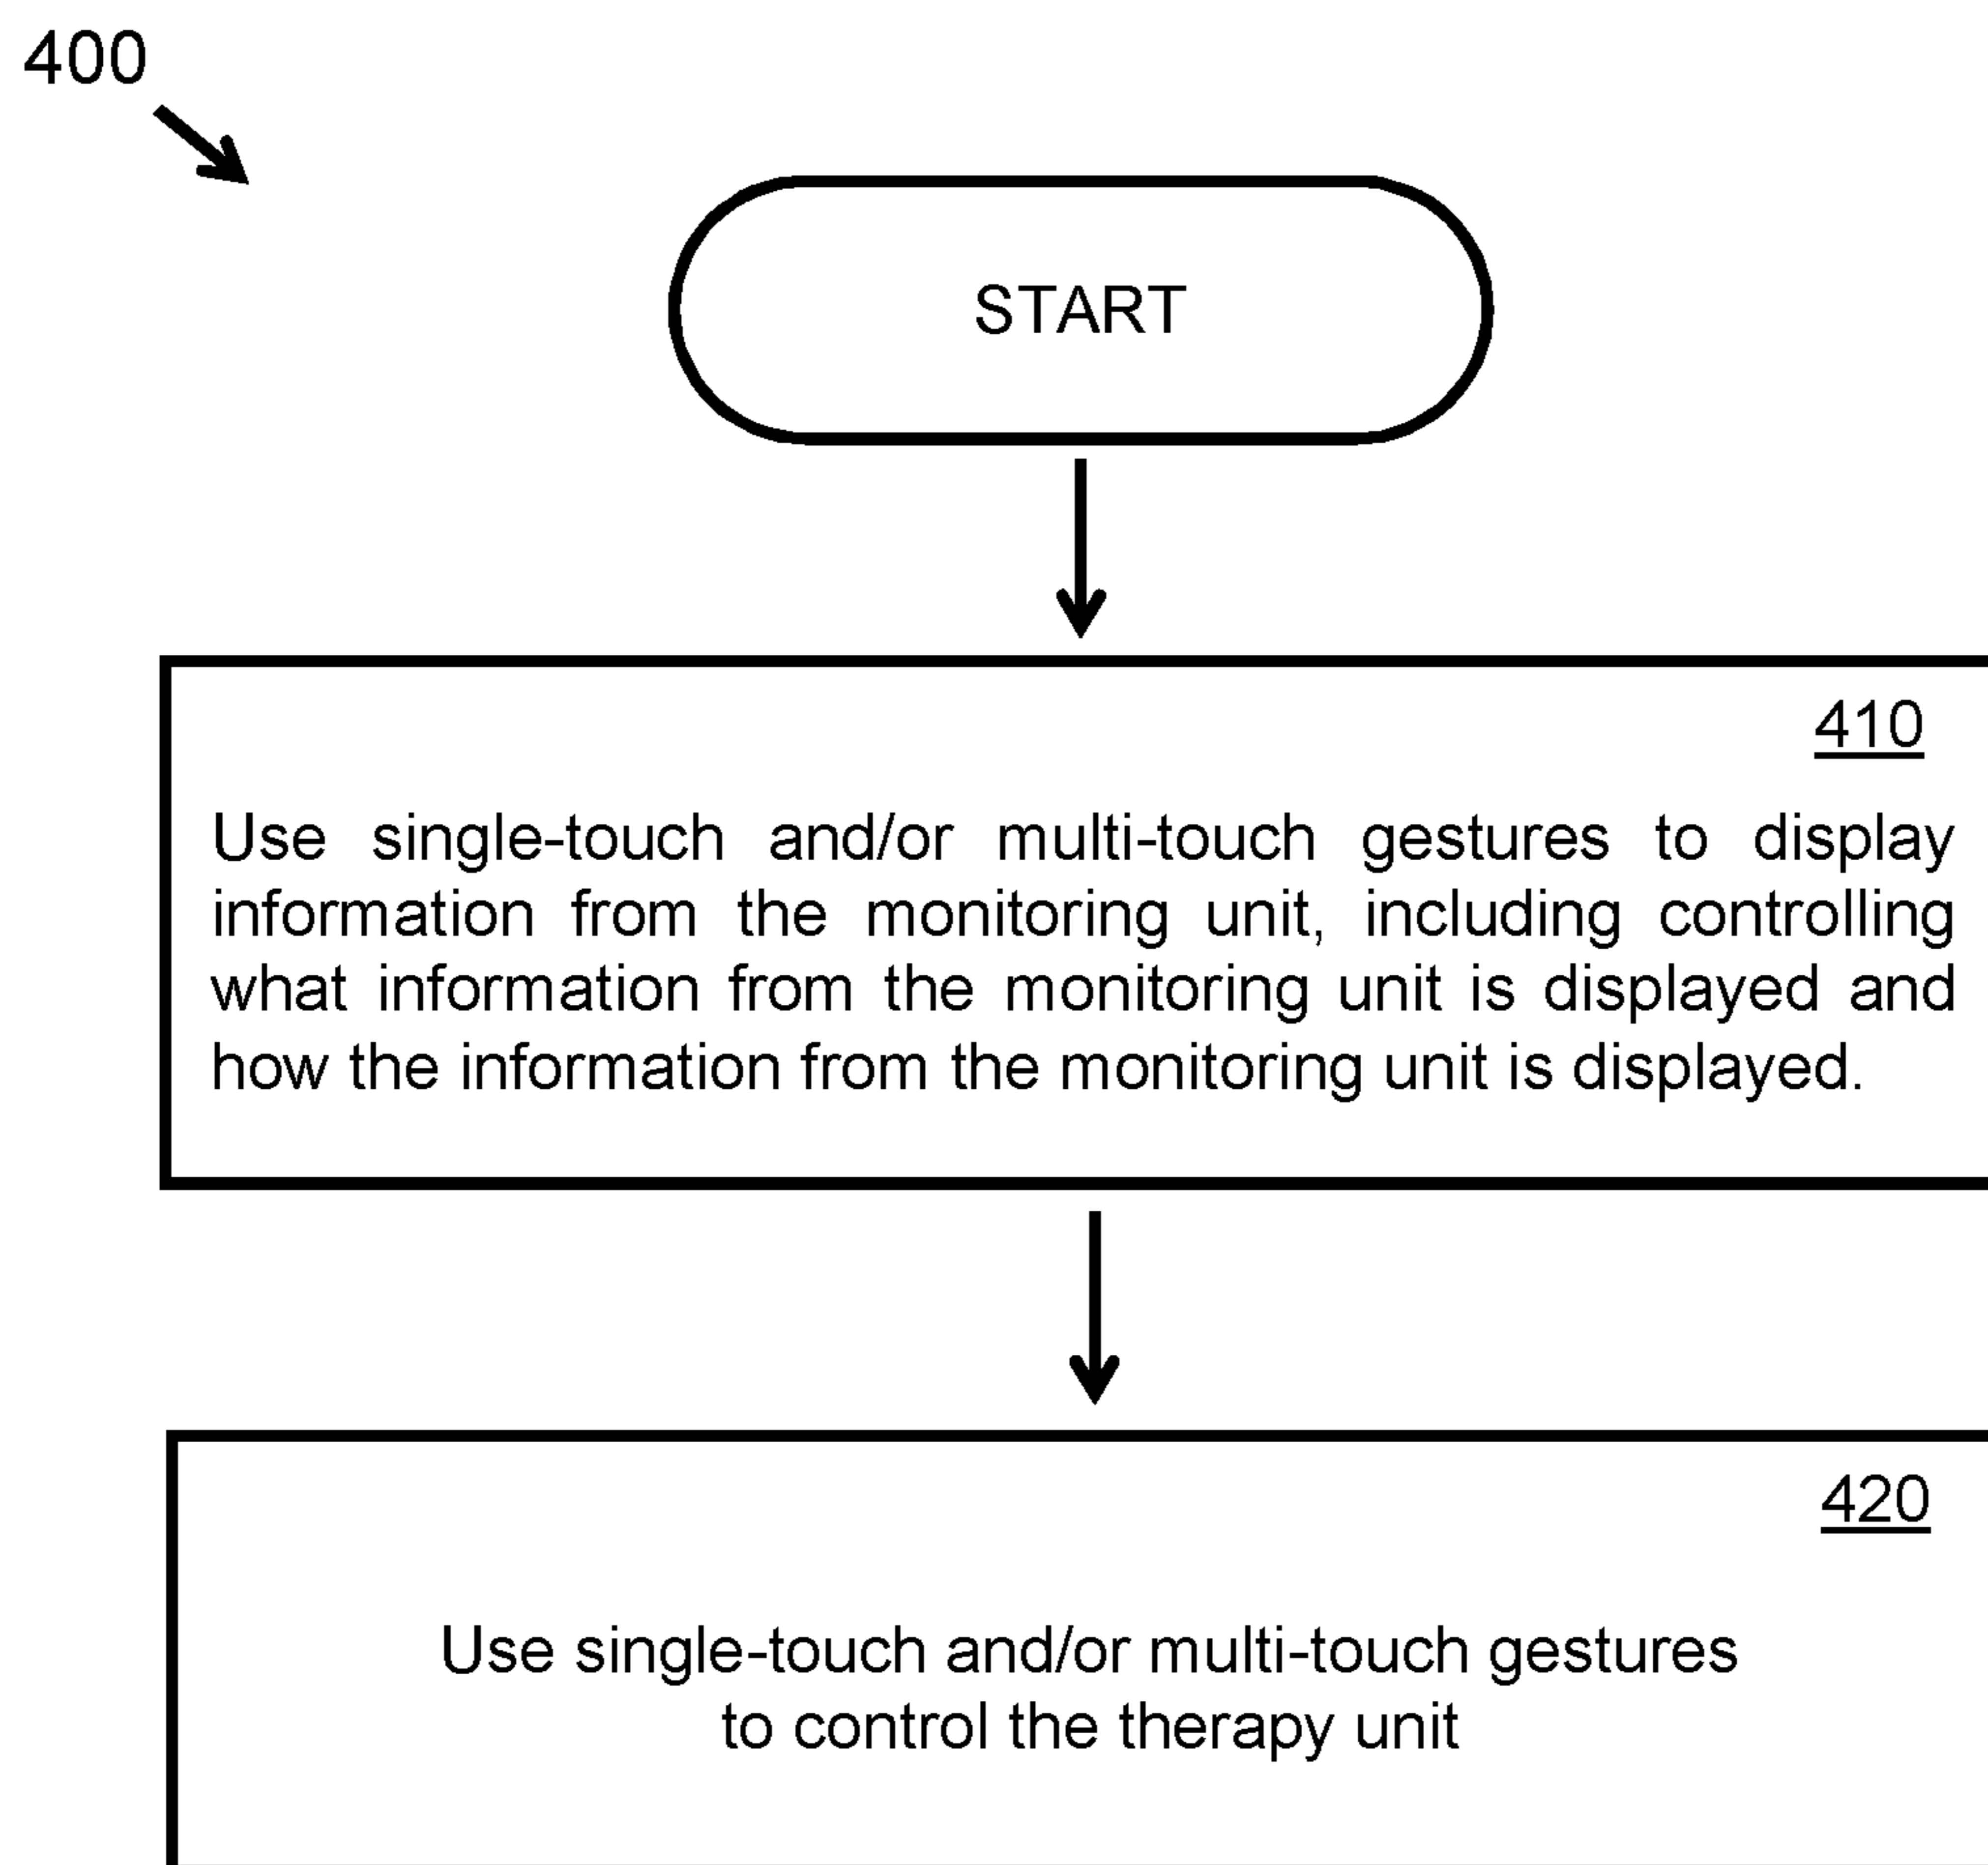 400
START
410
Use single-touch and/or multi-touch gestures to display
information from the monitoring unit, including controlling
what information from the monitoring unit is displayed and
how the information from the monitoring unit is displayed.
420
Use single-touch and/or multi-touch gestures
to control the therapy unit